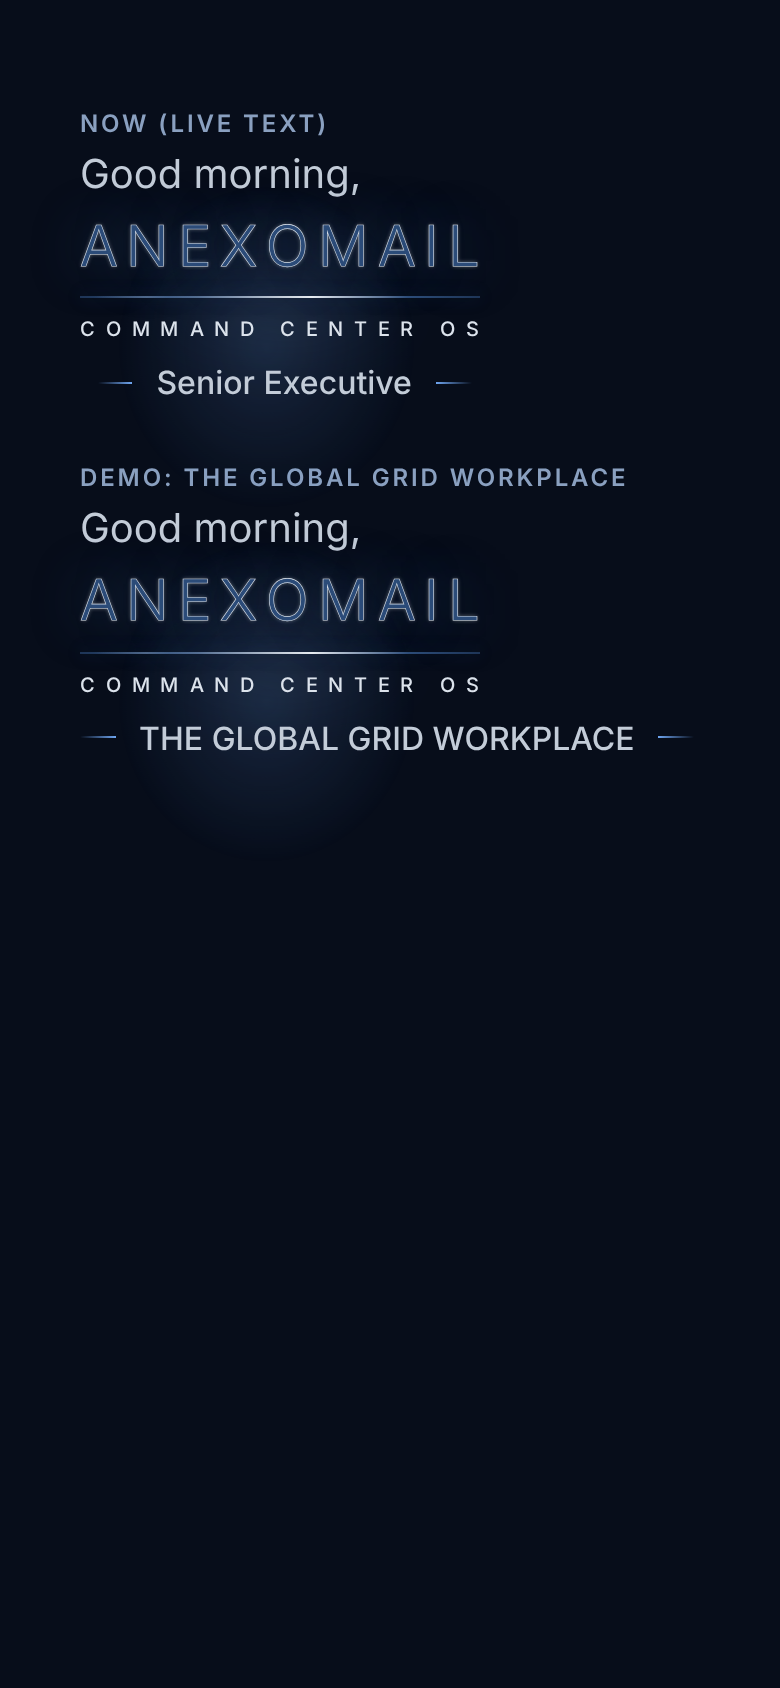 NOW (LIVE TEXT)
Good morning,
ANEXOMAIL
COMMAND CENTER OS
Senior Executive
DEMO: THE GLOBAL GRID WORKPLACE
Good morning,
ANEXOMAIL
COMMAND CENTER OS
THE GLOBAL GRID WORKPLACE